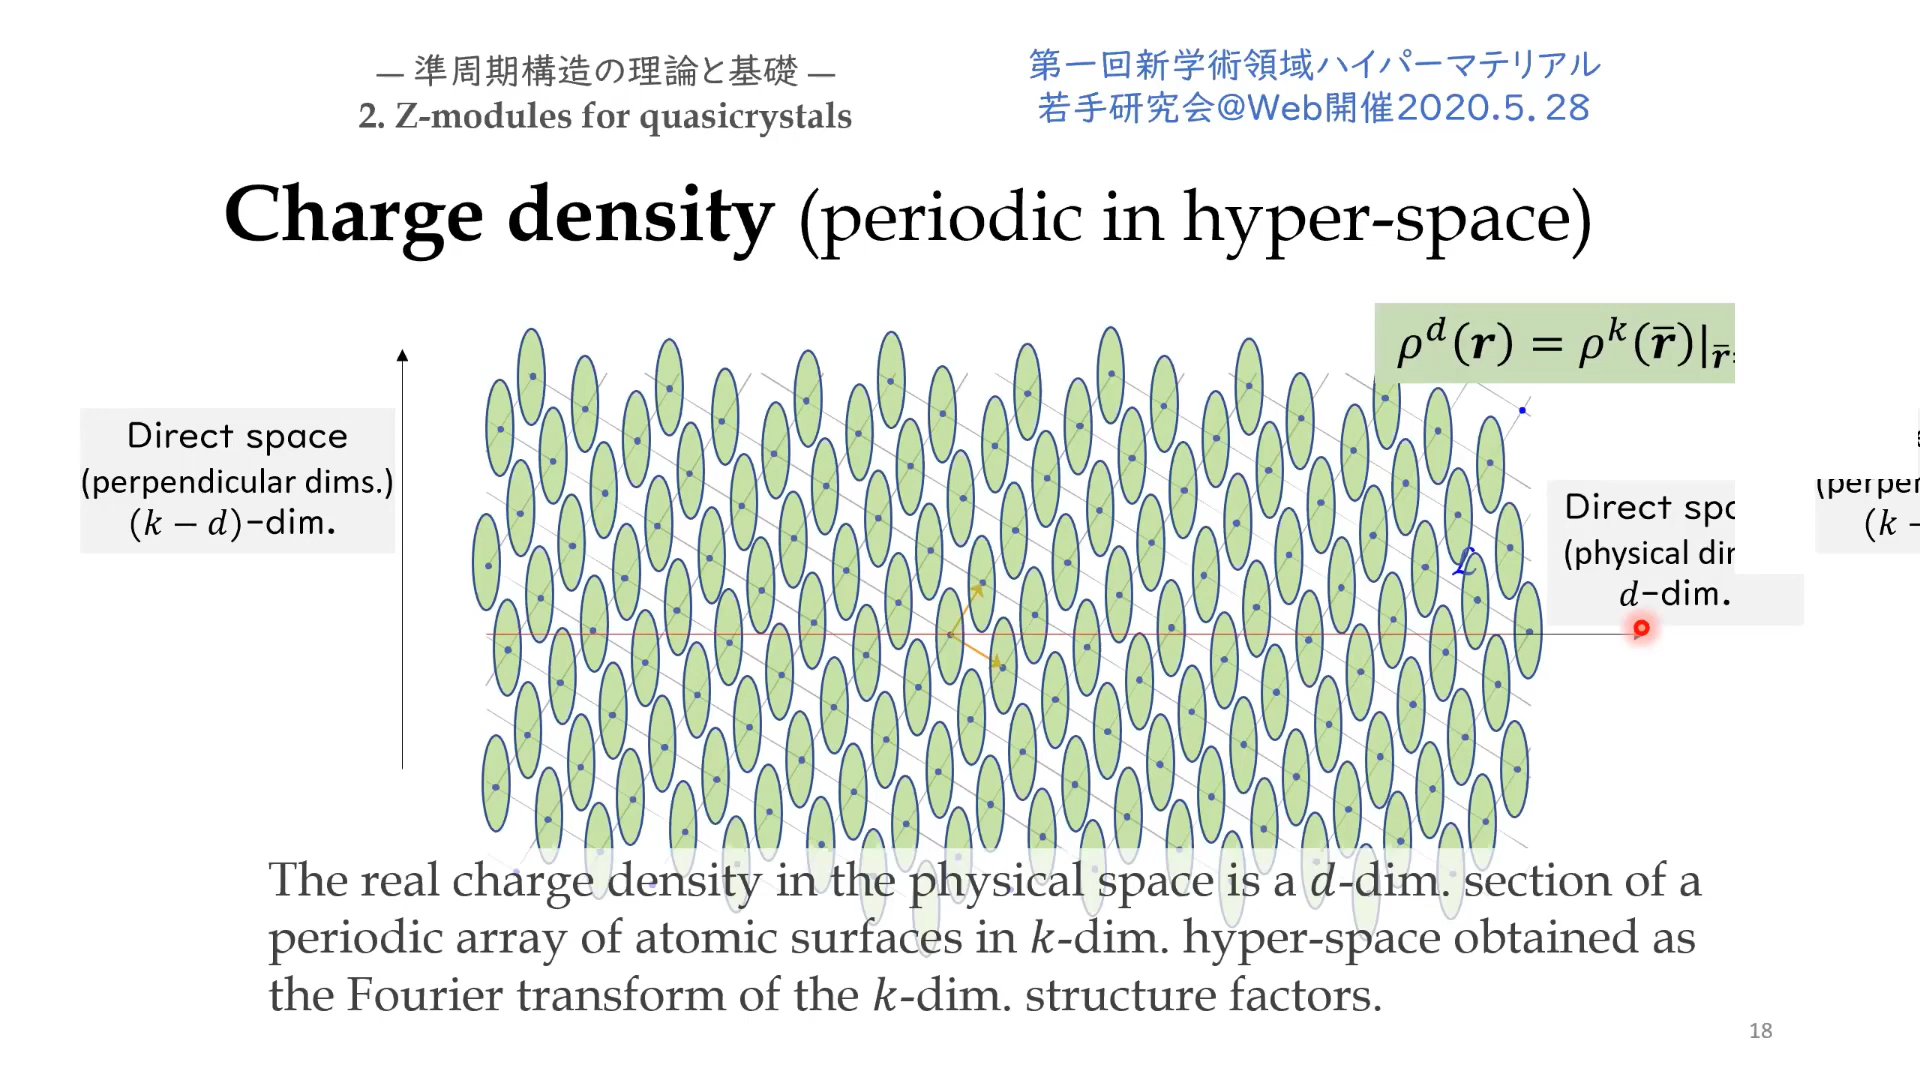 — 準周期構造の理論と基礎 —
2. Z-modules for quasicrystals
第一回新学術領域ハイパーマテリアル
若手研究会@Web開催2020.5.28
Charge density (periodic in hyper-space)
ρᵈ(r) = ρᵏ(r̄)|r̄
Direct space
(perpendicular dims.)
(k − d)-dim.
Direct spc
(physical dir
d-dim.
(perper
(k −
ℒ
The real charge density in the physical space is a d-dim. section of a
periodic array of atomic surfaces in k-dim. hyper-space obtained as
the Fourier transform of the k-dim. structure factors.
18